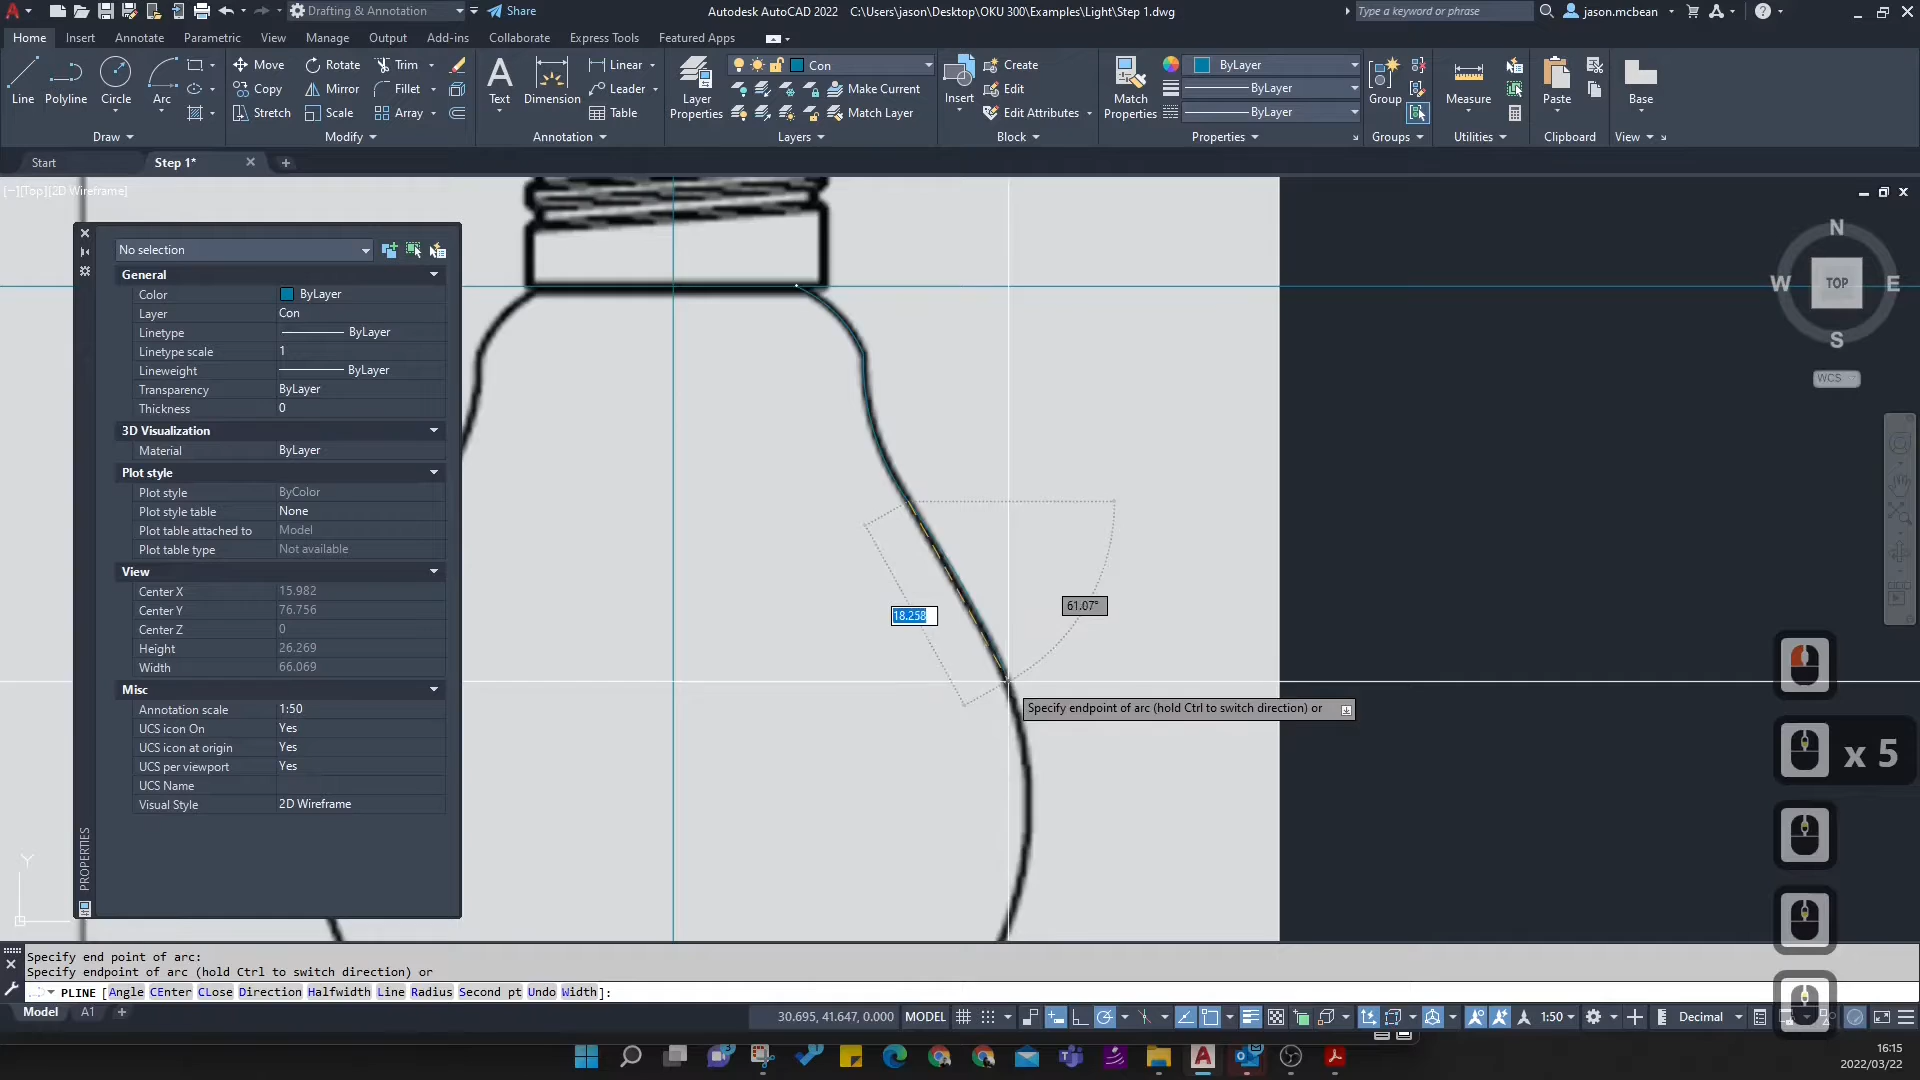 Drafting & Annotation
Share
Autodesk AutoCAD 2022 C:\Users\jason\Desktop\OKU 300\Examples\Light\Step 1.dwg
Type a keyword or phrase
jason.mcbean
Home Insert Annotate Parametric View Manage Output Add-ins Collaborate Express Tools Featured Apps
Line Polyline Circle Arc
Move Rotate Trim
Copy Mirror Fillet
Stretch Scale Array
Text Dimension
Linear
Leader
Table
Layer Properties
Con
Make Current
Match Layer
Insert
Create
Edit
Edit Attributes
Match Properties
ByLayer
ByLayer
ByLayer
Group
Measure
Paste
Base
Draw Modify Annotation Layers Block Properties Groups Utilities Clipboard View
Start Step 1*
[−][Top][2D Wireframe]
No selection
General
Color ByLayer
Layer Con
Linetype ByLayer
Linetype scale 1
Lineweight ByLayer
Transparency ByLayer
Thickness 0
3D Visualization
Material ByLayer
Plot style
Plot style ByColor
Plot style table None
Plot table attached to Model
Plot table type Not available
View
Center X 15.982
Center Y 76.756
Center Z 0
Height 26.269
Width 66.069
Misc
Annotation scale 1:50
UCS icon On Yes
UCS icon at origin Yes
UCS per viewport Yes
UCS Name
Visual Style 2D Wireframe
PROPERTIES
N
W TOP E
S
WCS
18.258
61.07°
Specify endpoint of arc (hold Ctrl to switch direction) or
x 5
Y
Specify end point of arc:
Specify endpoint of arc (hold Ctrl to switch direction) or
PLINE [Angle CEnter CLose Direction Halfwidth Line Radius Second pt Undo Width]:
Model A1
30.695, 41.647, 0.000 MODEL 1:50 Decimal
16:15
2022/03/22